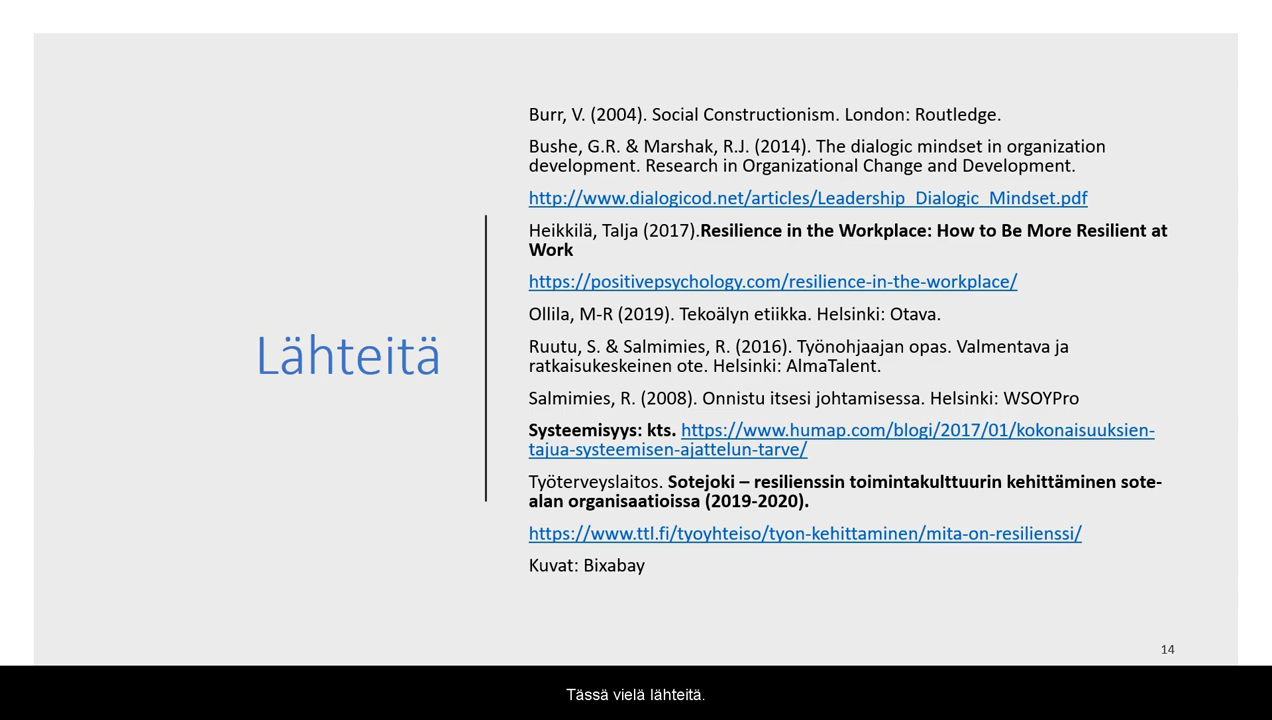 Lähteitä
Burr, V. (2004). Social Constructionism. London: Routledge.
Bushe, G.R. & Marshak, R.J. (2014). The dialogic mindset in organization
development. Research in Organizational Change and Development.
http://www.dialogicod.net/articles/Leadership_Dialogic_Mindset.pdf
Heikkilä, Talja (2017).Resilience in the Workplace: How to Be More Resilient at
Work
https://positivepsychology.com/resilience-in-the-workplace/
Ollila, M-R (2019). Tekoälyn etiikka. Helsinki: Otava.
Ruutu, S. & Salmimies, R. (2016). Työnohjaajan opas. Valmentava ja
ratkaisukeskeinen ote. Helsinki: AlmaTalent.
Salmimies, R. (2008). Onnistu itsesi johtamisessa. Helsinki: WSOYPro
Systeemisyys: kts. https://www.humap.com/blogi/2017/01/kokonaisuuksien-
tajua-systeemisen-ajattelun-tarve/
Työterveyslaitos. Sotejoki – resilienssin toimintakulttuurin kehittäminen sote-
alan organisaatioissa (2019-2020).
https://www.ttl.fi/tyoyhteiso/tyon-kehittaminen/mita-on-resilienssi/
Kuvat: Bixabay
14
Tässä vielä lähteitä.